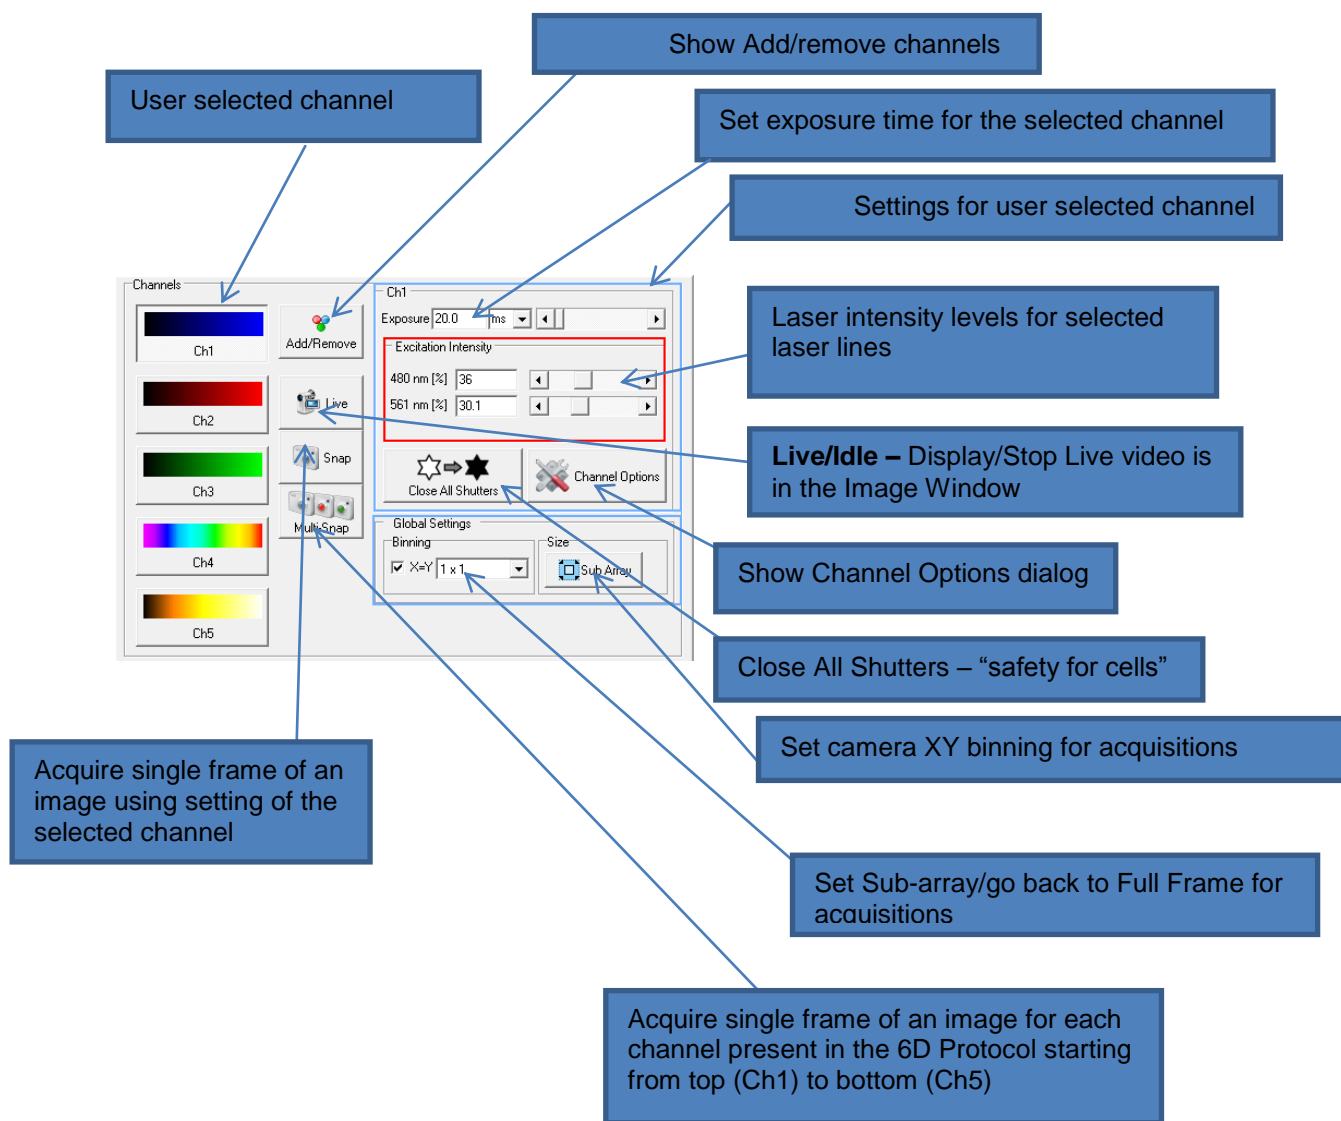 Show Add/remove channels
User selected channel
Set exposure time for the selected channel
Settings for user selected channel
Channels
Ch1
Add/Remove
Ch2
Live
Ch3
Snap
Ch4
Multi-Snap
Ch5
Ch1
Exposure 20.0 ms
Excitation Intensity
480 nm [%] 36
561 nm [%] 30.1
Close All Shutters
Channel Options
Global Settings
Binning
X=Y 1 x 1
Size
Sub Array
Laser intensity levels for selected
laser lines
Live/Idle – Display/Stop Live video is
in the Image Window
Show Channel Options dialog
Close All Shutters – “safety for cells”
Set camera XY binning for acquisitions
Acquire single frame of an
image using setting of the
selected channel
Set Sub-array/go back to Full Frame for
acquisitions
Acquire single frame of an image for each
channel present in the 6D Protocol starting
from top (Ch1) to bottom (Ch5)